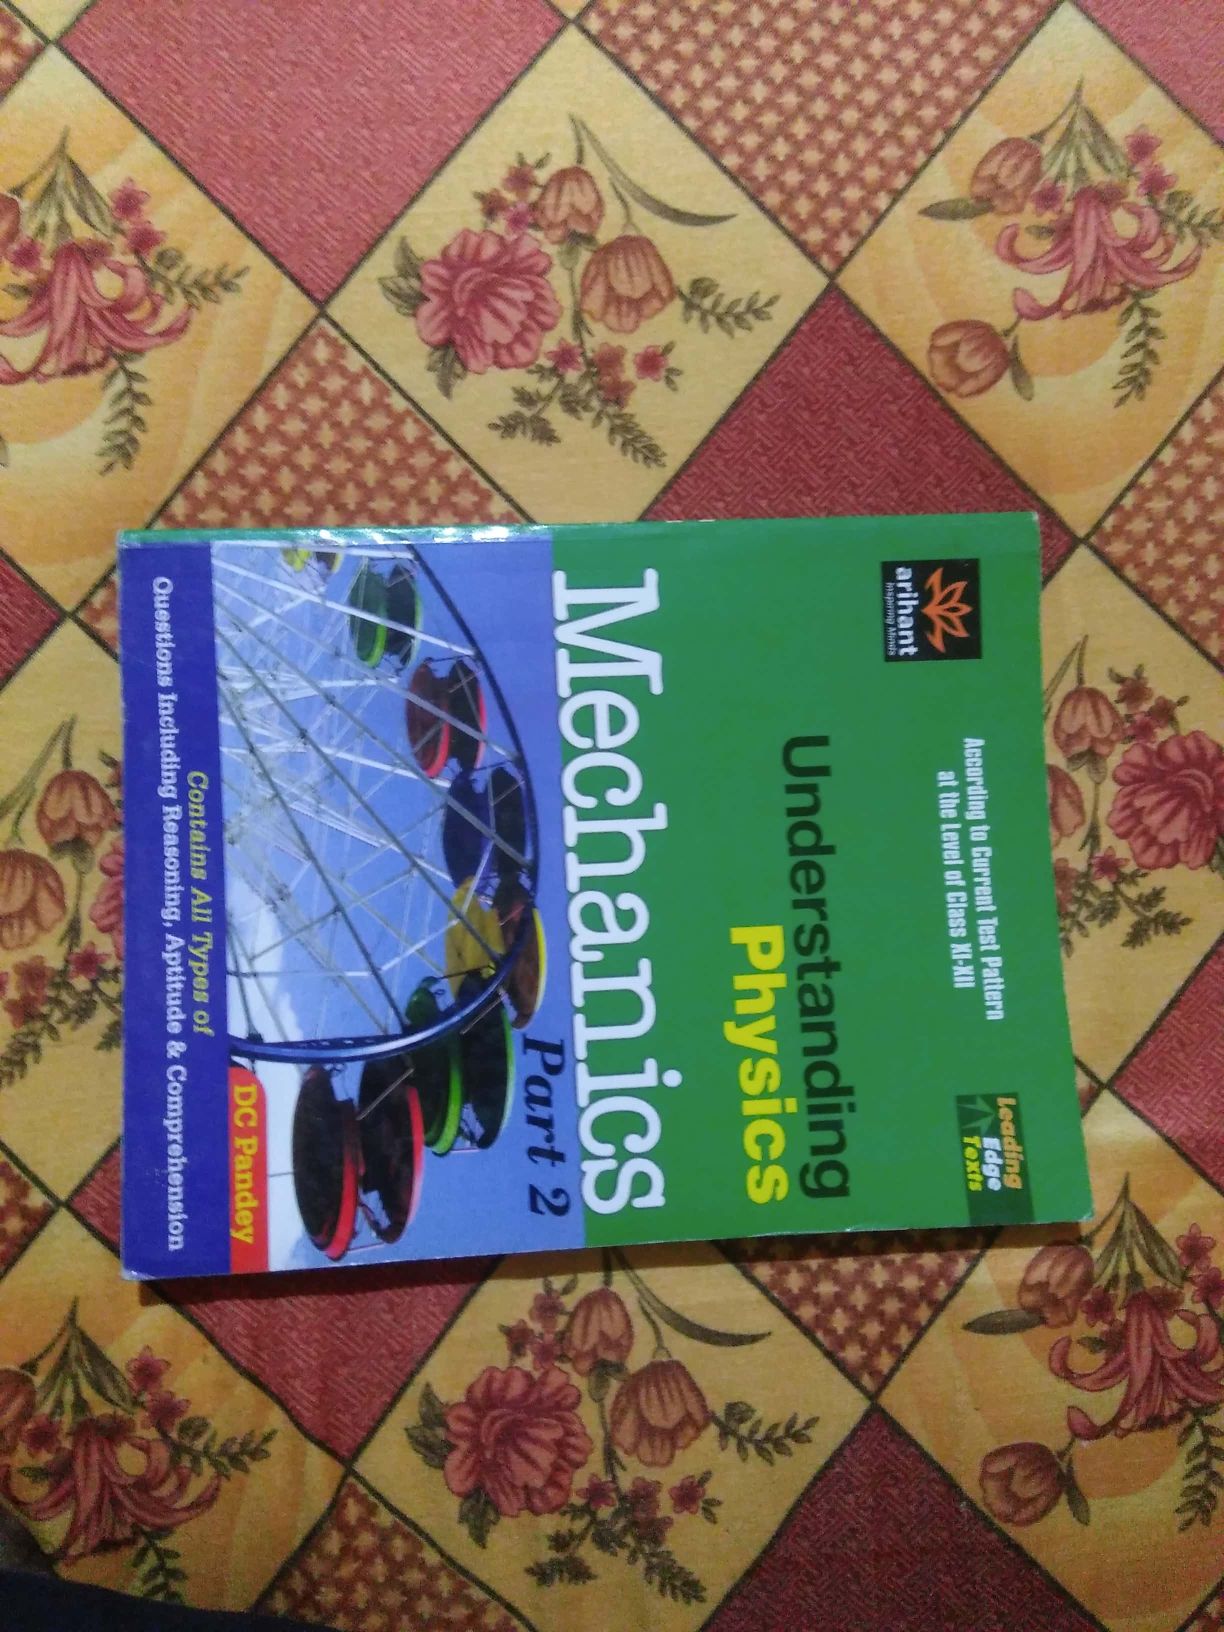 arihant
Inspiring Minds
According to Current Test Pattern
at the Level of Class XI-XII
Leading
Edge
Texts
Understanding
Physics
Mechanics
Part 2
DC Pandey
Contains All Types of
Questions Including Reasoning, Aptitude & Comprehension